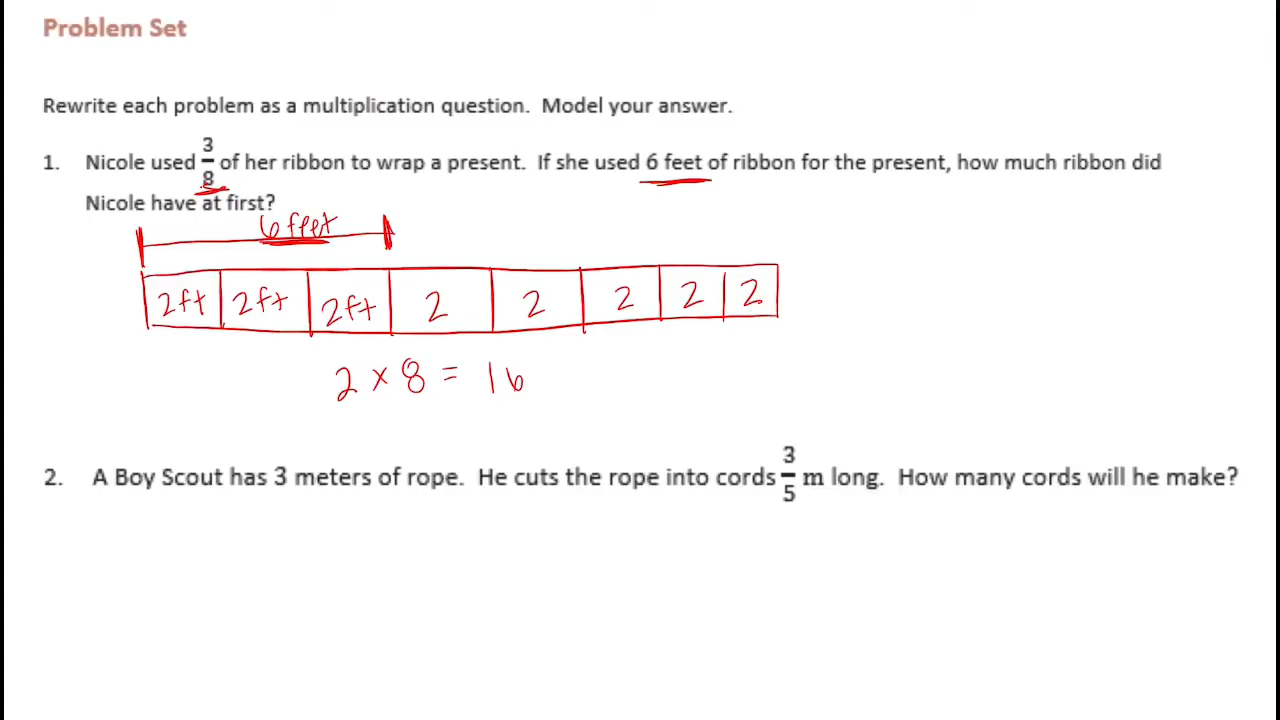 Problem Set
Rewrite each problem as a multiplication question. Model your answer.
1. Nicole used 3/8 of her ribbon to wrap a present. If she used 6 feet of ribbon for the present, how much ribbon did
Nicole have at first?
6 feet
2ft 2ft 2ft 2 2 2 2 2
2 × 8 = 16
2. A Boy Scout has 3 meters of rope. He cuts the rope into cords 3/5 m long. How many cords will he make?